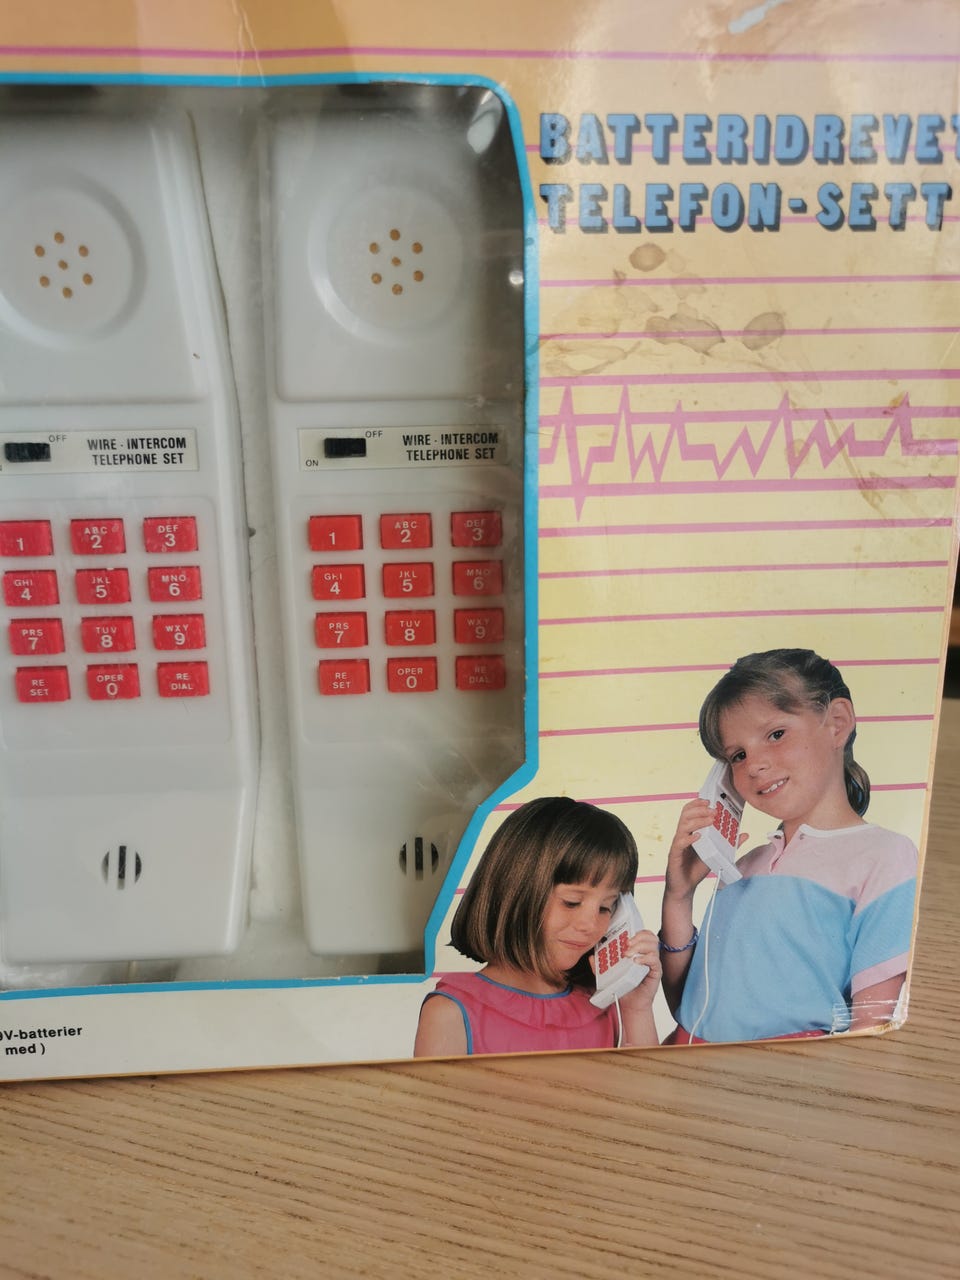 BATTERIDREVET
TELEFON-SETT
OFF
WIRE - INTERCOM
TELEPHONE SET
1
ABC
2
DEF
3
GHI
4
JKL
5
MNO
6
PRS
7
TUV
8
WXY
9
RE
SET
OPER
0
RE
DIAL
OFF
ON
WIRE - INTERCOM
TELEPHONE SET
1
ABC
2
DEF
3
GHI
4
JKL
5
MNO
6
PRS
7
TUV
8
WXY
9
RE
SET
OPER
0
RE
DIAL
9V-batterier
med )